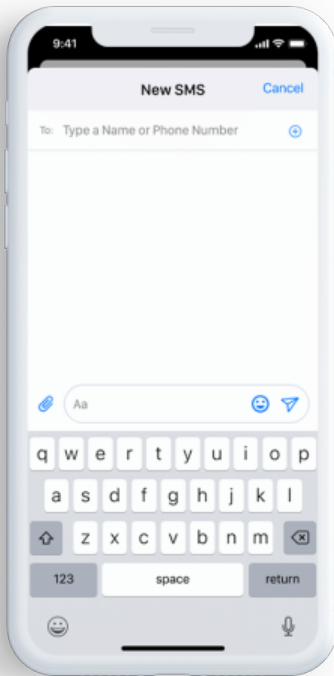 9:41
New SMS
Cancel
To: Type a Name or Phone Number
Aa
q w e r t y u i o p
a s d f g h j k l
z x c v b n m
123 space return